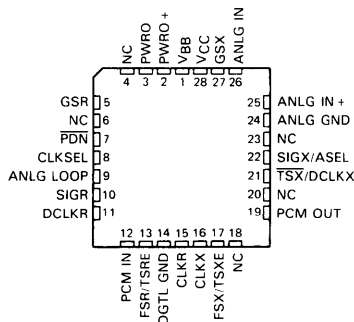 NC
PWRO
PWRO +
VBB
VCC
GSX
ANLG IN
4 3 2 1 28 27 26
GSR 5
NC 6
PDN 7
CLKSEL 8
ANLG LOOP 9
SIGR 10
DCLKR 11
25 ANLG IN +
24 ANLG GND
23 NC
22 SIGX/ASEL
21 TSX/DCLKX
20 NC
19 PCM OUT
12 13 14 15 16 17 18
PCM IN
FSR/TSRE
DGTL GND
CLKR
CLKX
FSX/TSXE
NC